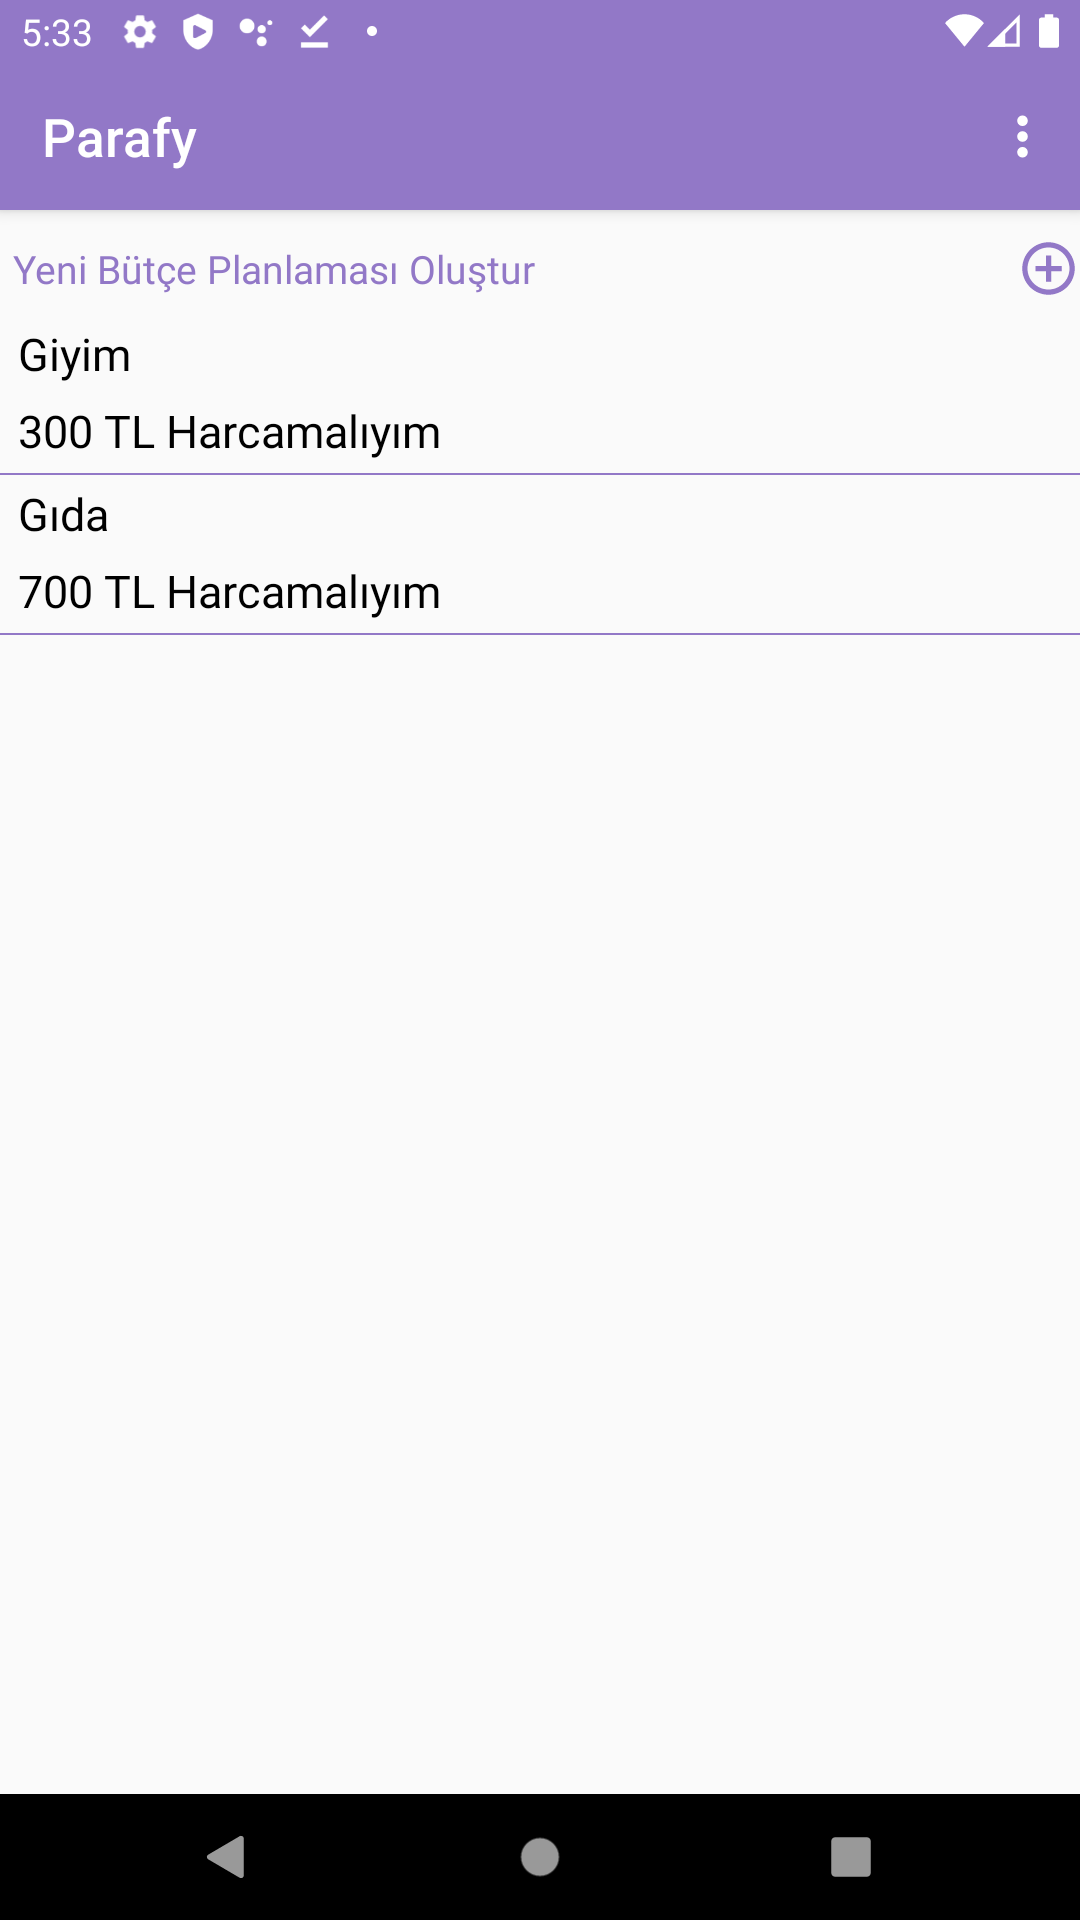 5:33
Parafy
Yeni Bütçe Planlaması Oluştur
Giyim
300 TL Harcamalıyım
Gıda
700 TL Harcamalıyım